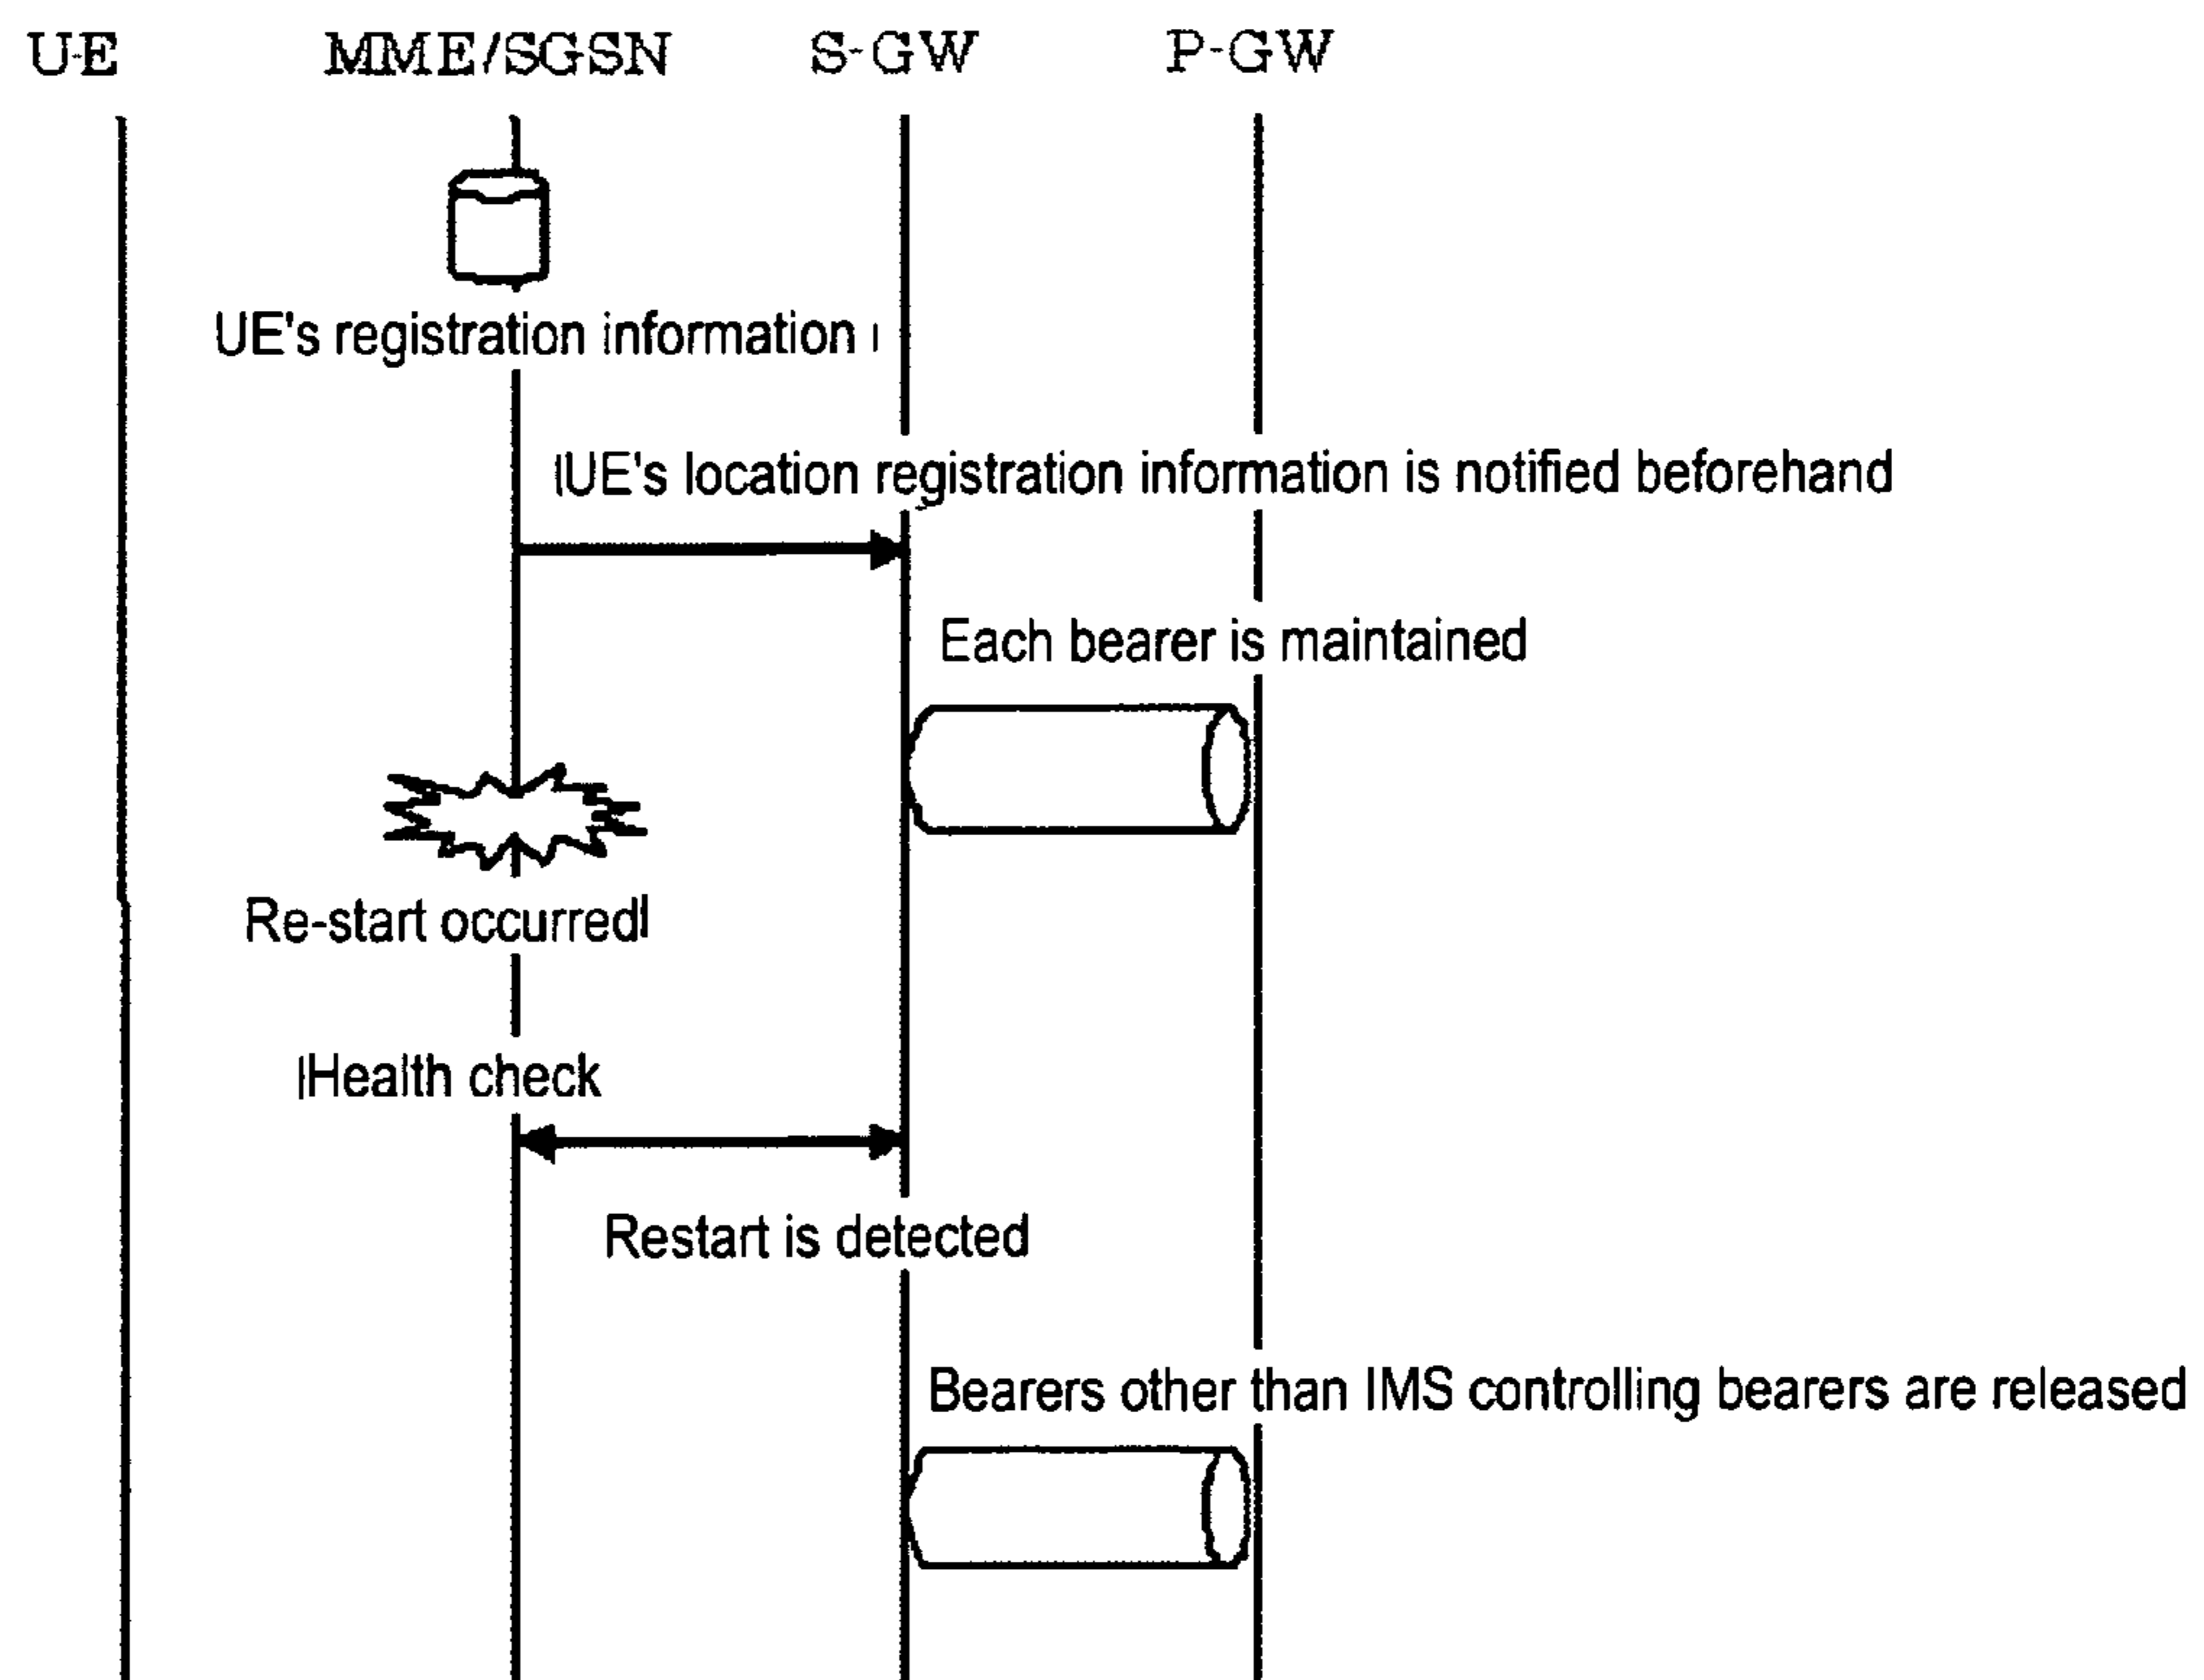 UE MME/SGSN S-GW P-GW
UE's registration information
UE's location registration information is notified beforehand
Each bearer is maintained
Re-start occurred
Health check
Restart is detected
Bearers other than IMS controlling bearers are released